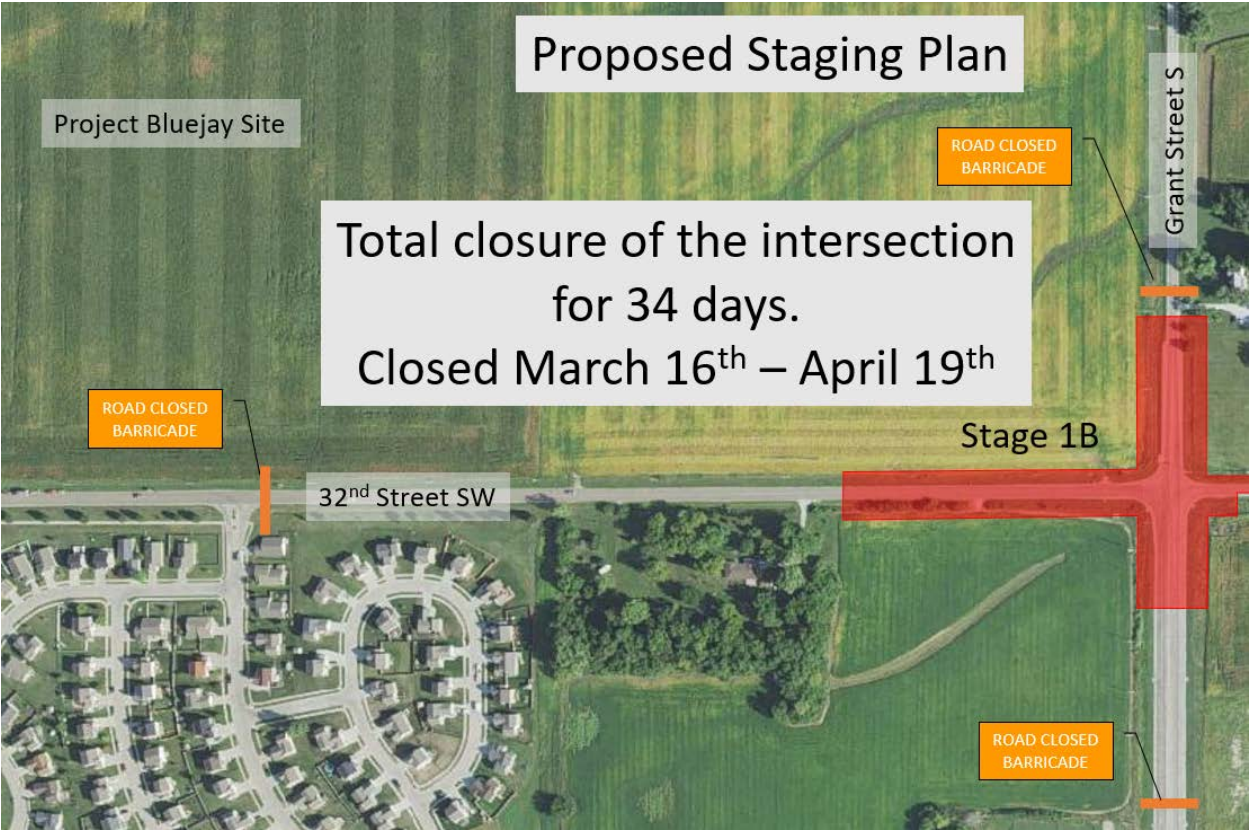 Proposed Staging Plan
Project Bluejay Site
Grant Street S
ROAD CLOSED
BARRICADE
Total closure of the intersection
for 34 days.
Closed March 16th – April 19th
ROAD CLOSED
BARRICADE
Stage 1B
32nd Street SW
ROAD CLOSED
BARRICADE